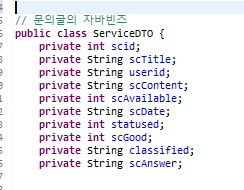 // 문의글의 자바빈즈
public class ServiceDTO {
private int scid;
private String scTitle;
private String userid;
private String scContent;
private int scAvailable;
private String scDate;
private int statused;
private int scGood;
private String classified;
private String scAnswer;